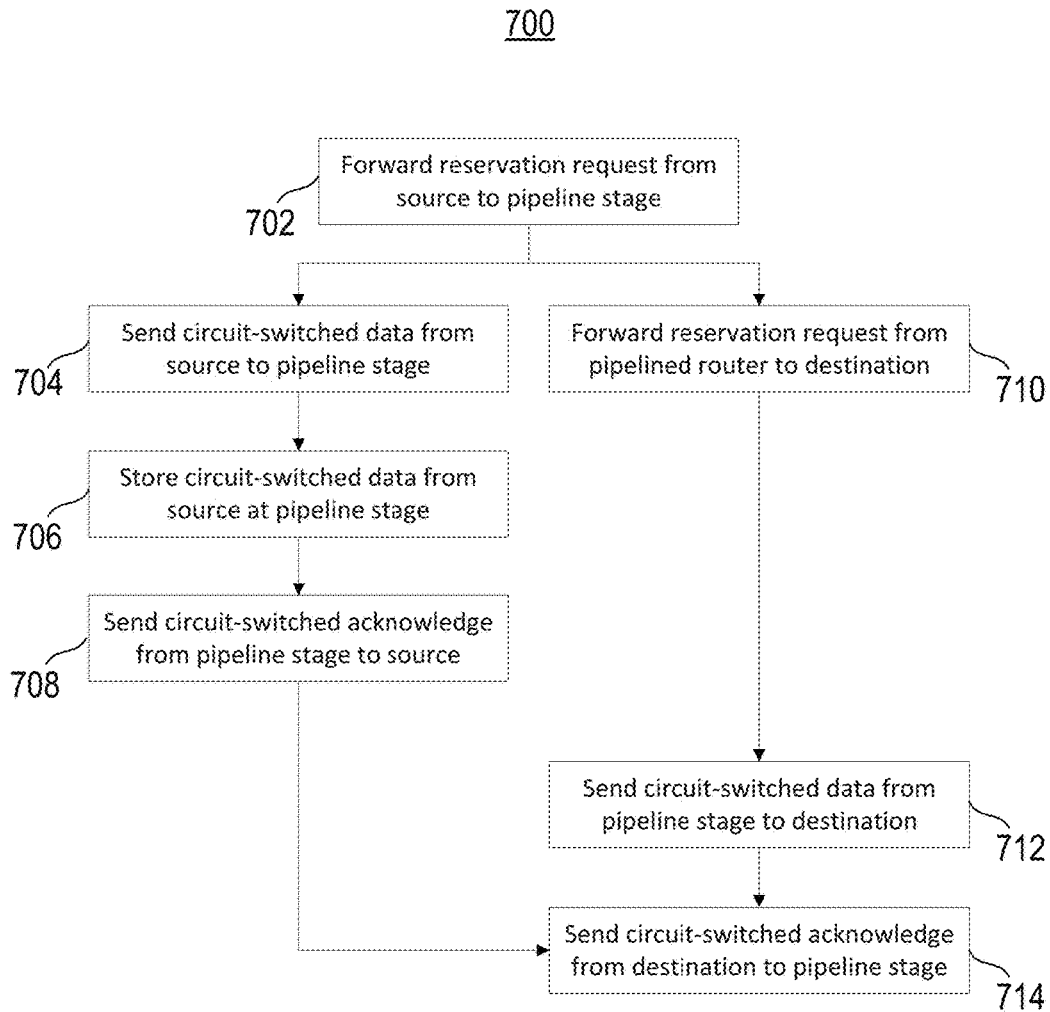 700
Forward reservation request from
source to pipeline stage
702
Send circuit-switched data from
source to pipeline stage
704
Forward reservation request from
pipelined router to destination
710
Store circuit-switched data from
source at pipeline stage
706
Send circuit-switched acknowledge
from pipeline stage to source
708
Send circuit-switched data from
pipeline stage to destination
712
Send circuit-switched acknowledge
from destination to pipeline stage
714